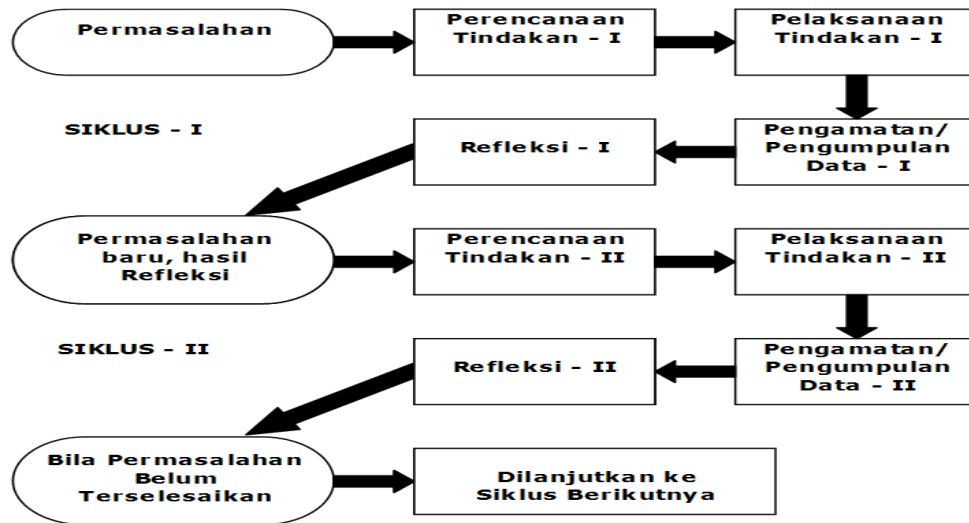 Permasalahan
Perencanaan
Tindakan - I
Pelaksanaan
Tindakan - I
SIKLUS - I
Refleksi - I
Pengamatan/
Pengumpulan
Data - I
Permasalahan
baru, hasil
Refleksi
Perencanaan
Tindakan - II
Pelaksanaan
Tindakan - II
SIKLUS - II
Refleksi - II
Pengamatan/
Pengumpulan
Data - II
Bila Permasalahan
Belum
Terselesaikan
Dilanjutkan ke
Siklus Berikutnya